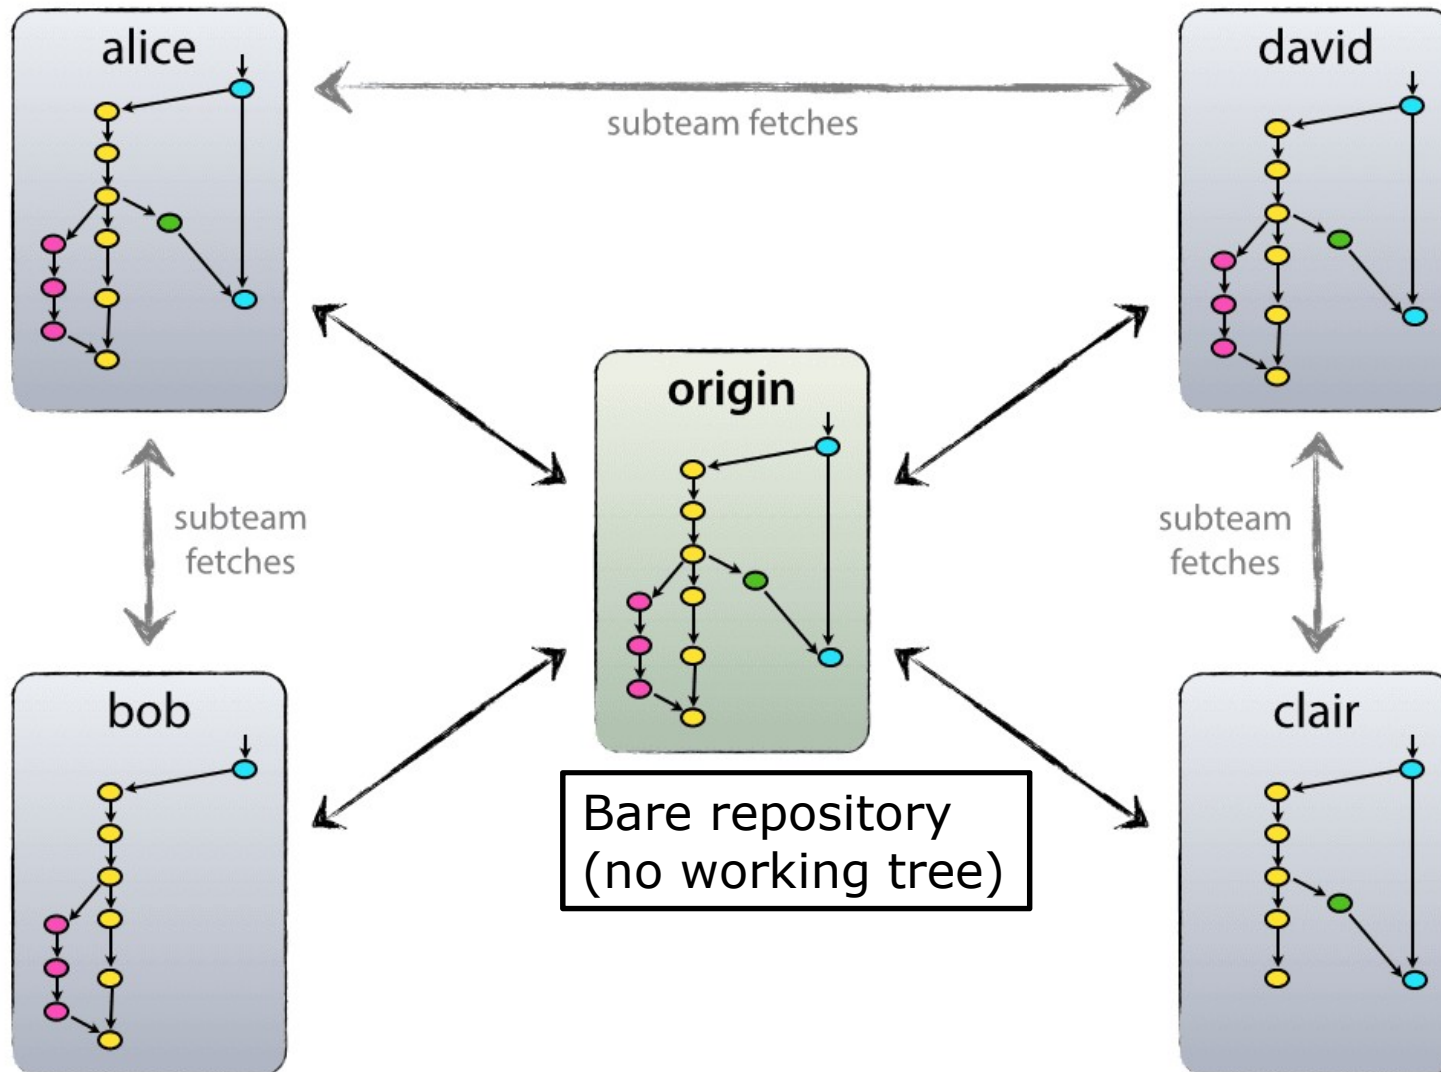 alice
david
subteam fetches
origin
subteam
fetches
subteam
fetches
bob
clair
Bare repository
(no working tree)